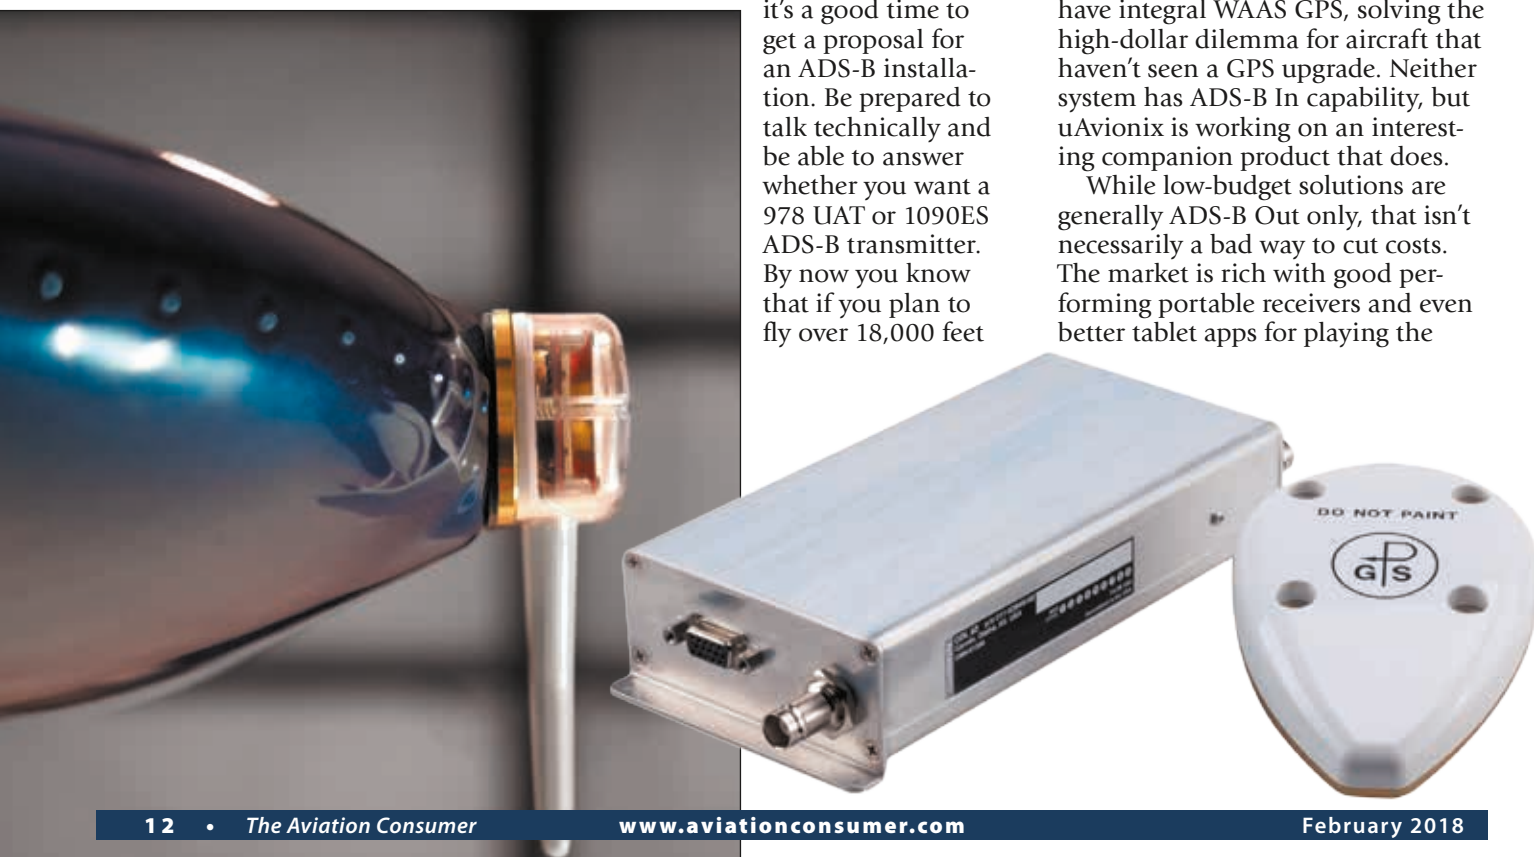 it's a good time to
get a proposal for
an ADS-B installa-
tion. Be prepared to
talk technically and
be able to answer
whether you want a
978 UAT or 1090ES
ADS-B transmitter.
By now you know
that if you plan to
fly over 18,000 feet
have integral WAAS GPS, solving the
high-dollar dilemma for aircraft that
haven't seen a GPS upgrade. Neither
system has ADS-B In capability, but
uAvionix is working on an interest-
ing companion product that does.
While low-budget solutions are
generally ADS-B Out only, that isn't
necessarily a bad way to cut costs.
The market is rich with good per-
forming portable receivers and even
better tablet apps for playing the
DO NOT PAINT
GPS
12 • The Aviation Consumer
www.aviationconsumer.com
February 2018